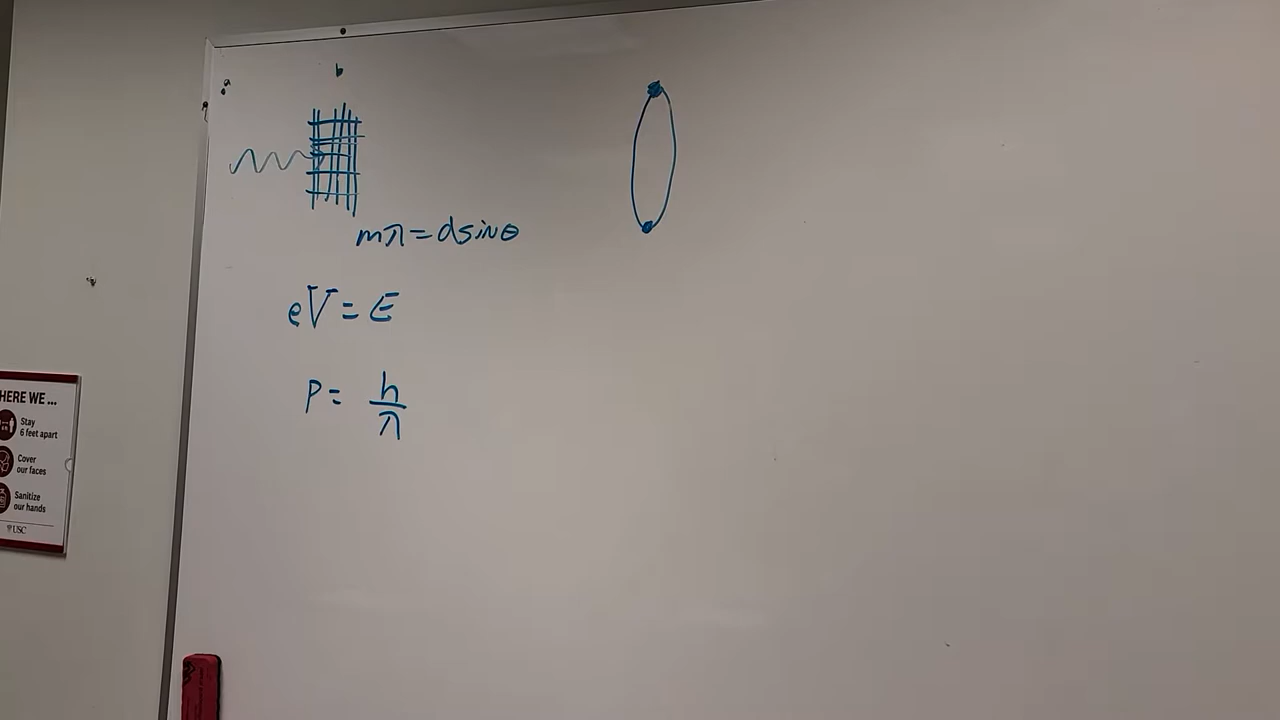 mλ = dsinθ
eV = E
P = h/λ
HERE WE ...
Stay
6 feet apart
Cover
our faces
Sanitize
our hands
USC